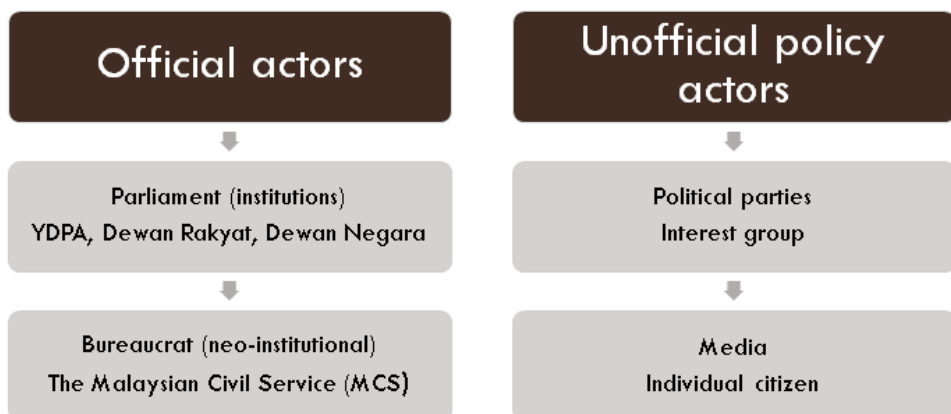 Official actors
Parliament (institutions)
YDPA, Dewan Rakyat, Dewan Negara
Bureaucrat (neo-institutional)
The Malaysian Civil Service (MCS)
Unofficial policy
actors
Political parties
Interest group
Media
Individual citizen